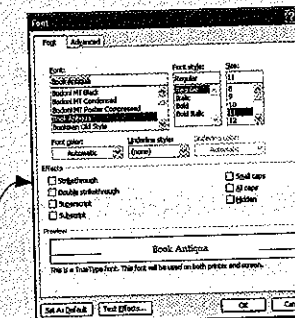 Font
Font Advanced
Font: Font style: Size:
Book Antiqua Regular 11
Bodoni MT Black Regular 8
Bodoni MT Condensed Italic 9
Bodoni MT Poster Compressed Bold 10
Book Antiqua Bold Italic 11
Bookman Old Style 12
Font color: Underline style: Underline color:
Automatic (none) Automatic
Effects
Strikethrough Small caps
Double strikethrough All caps
Superscript Hidden
Subscript
Preview
Book Antiqua
This is a TrueType font. This font will be used on both printer and screen.
Set As Default Text Effects... OK Can